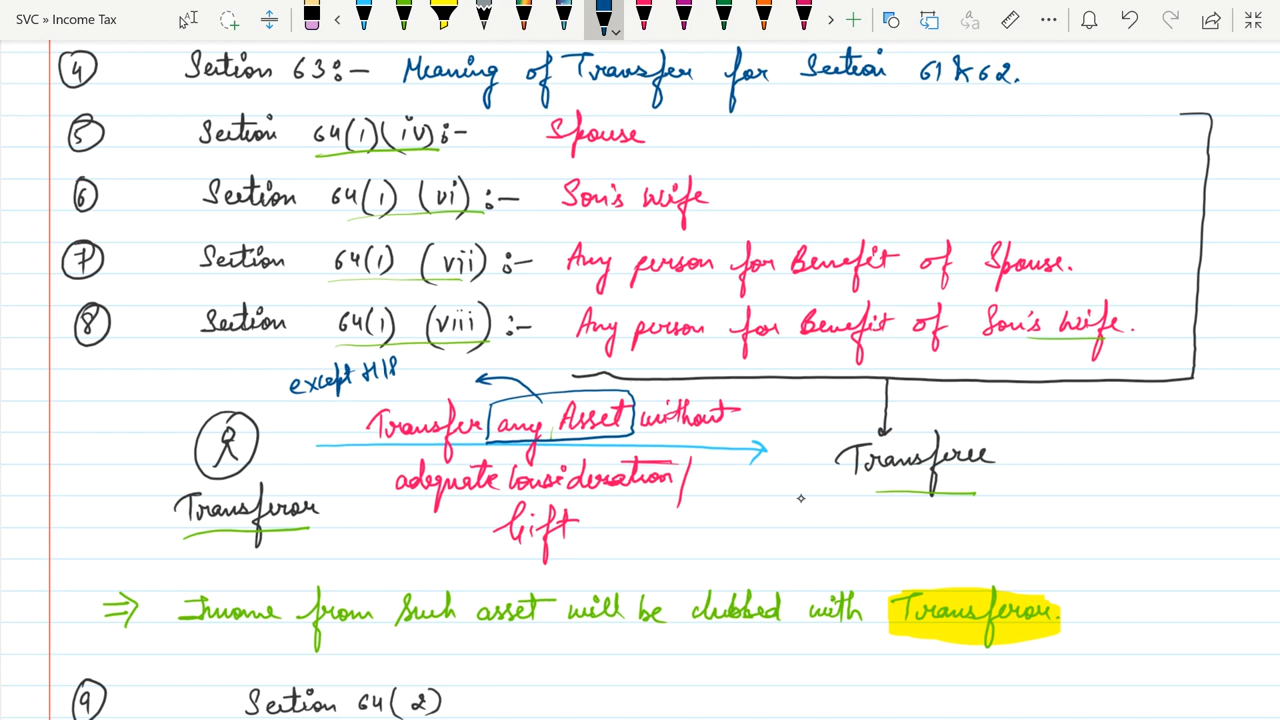 SVC » Income Tax
4 Section 63:- Meaning of Transfer for Section 61 & 62.
5 Section 64(1)(iv):- Spouse
6 Section 64(1) (vi):- Son's Wife
7 Section 64(1) (vii):- Any person for Benefit of Spouse.
8 Section 64(1) (viii):- Any person for Benefit of Son's Wife.
except
Transfer any Asset without
adequate Consideration/
Gift
Transferor
Transferee
⇒ Income from such asset will be clubbed with Transferor.
9 Section 64(2)